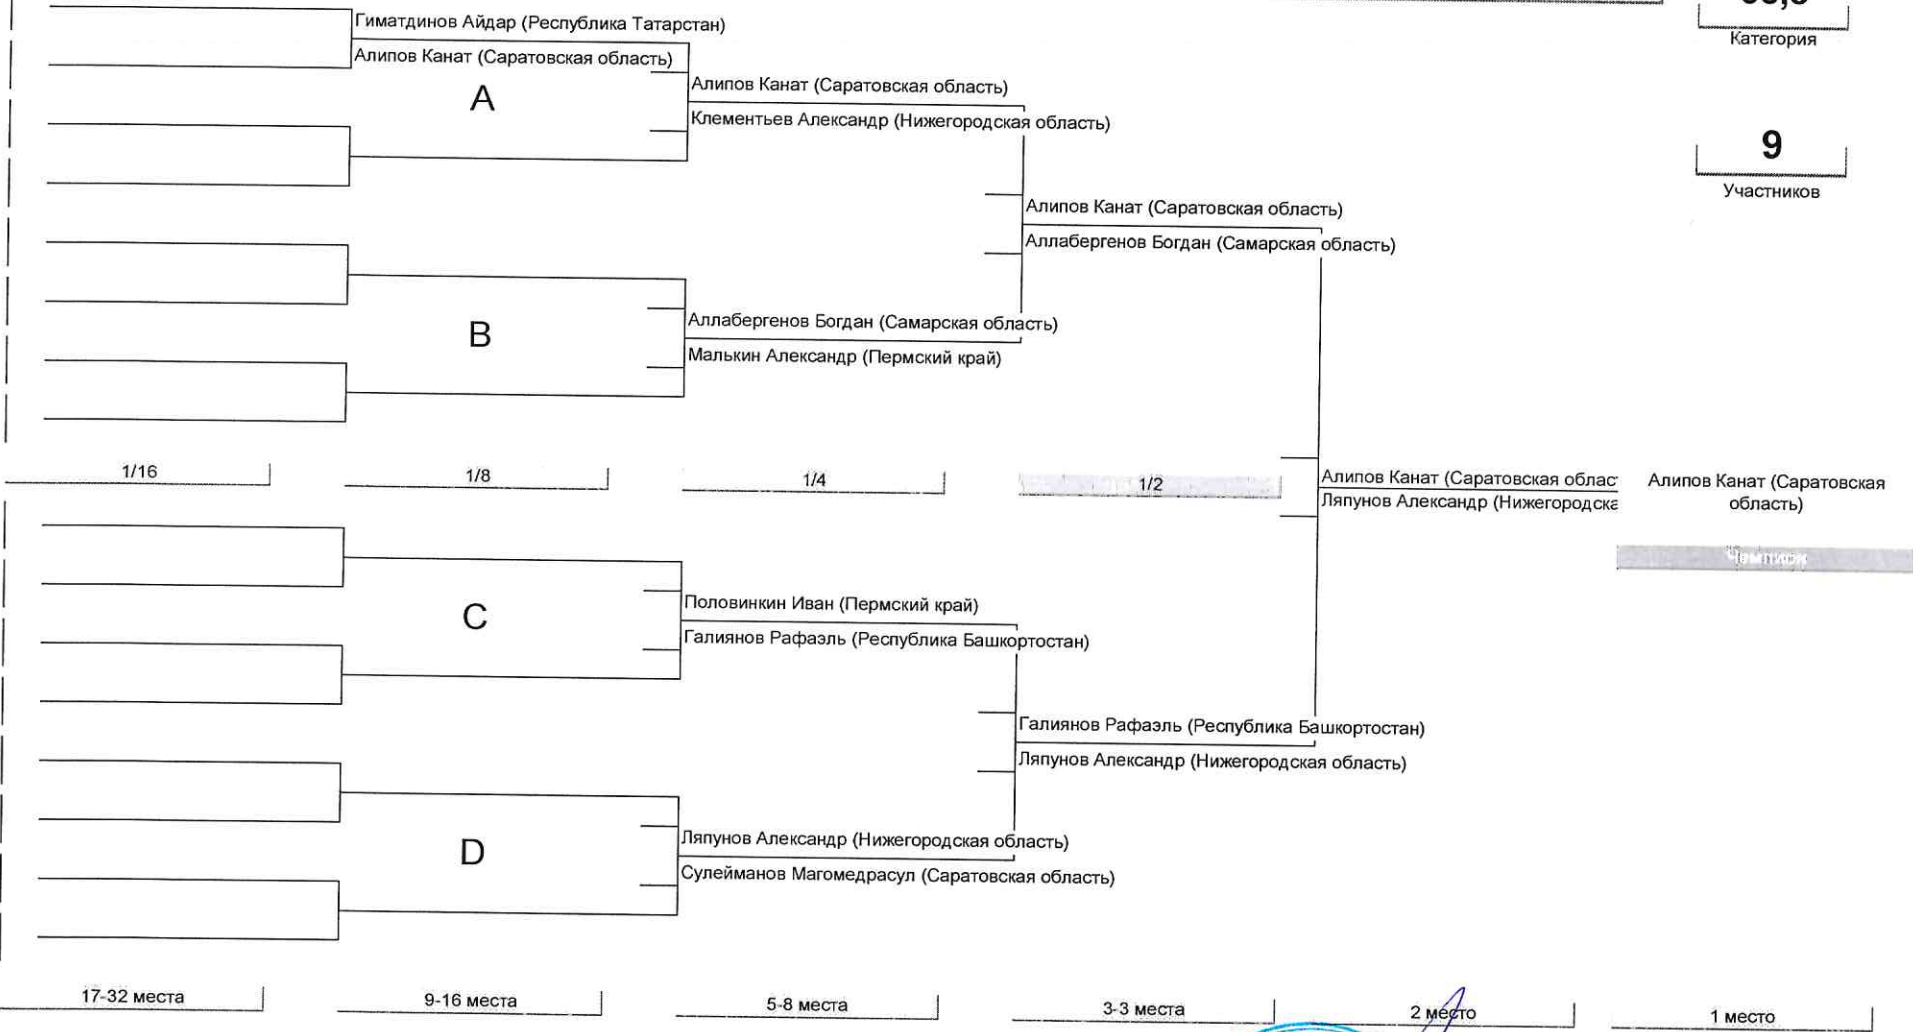 Категория
9
Участников
Гиматдинов Айдар (Республика Татарстан)
Алипов Канат (Саратовская область)
A
Алипов Канат (Саратовская область)
Клементьев Александр (Нижегородская область)
Алипов Канат (Саратовская область)
Аллабергенов Богдан (Самарская область)
B
Аллабергенов Богдан (Самарская область)
Малькин Александр (Пермский край)
1/16
1/8
1/4
1/2
Алипов Канат (Саратовская облас
Ляпунов Александр (Нижегородска
Алипов Канат (Саратовская
область)
Чемпион
C
Половинкин Иван (Пермский край)
Галиянов Рафаэль (Республика Башкортостан)
Галиянов Рафаэль (Республика Башкортостан)
Ляпунов Александр (Нижегородская область)
D
Ляпунов Александр (Нижегородская область)
Сулейманов Магомедрасул (Саратовская область)
17-32 места
9-16 места
5-8 места
3-3 места
2 место
1 место